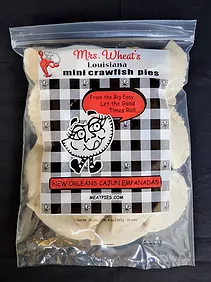 Mrs. Wheat's
Louisiana
mini crawfish pies
From the Big Easy,
Let the Good
Times Roll...
NEW ORLEANS CAJUN EMPANADAS
MEATPIES.COM